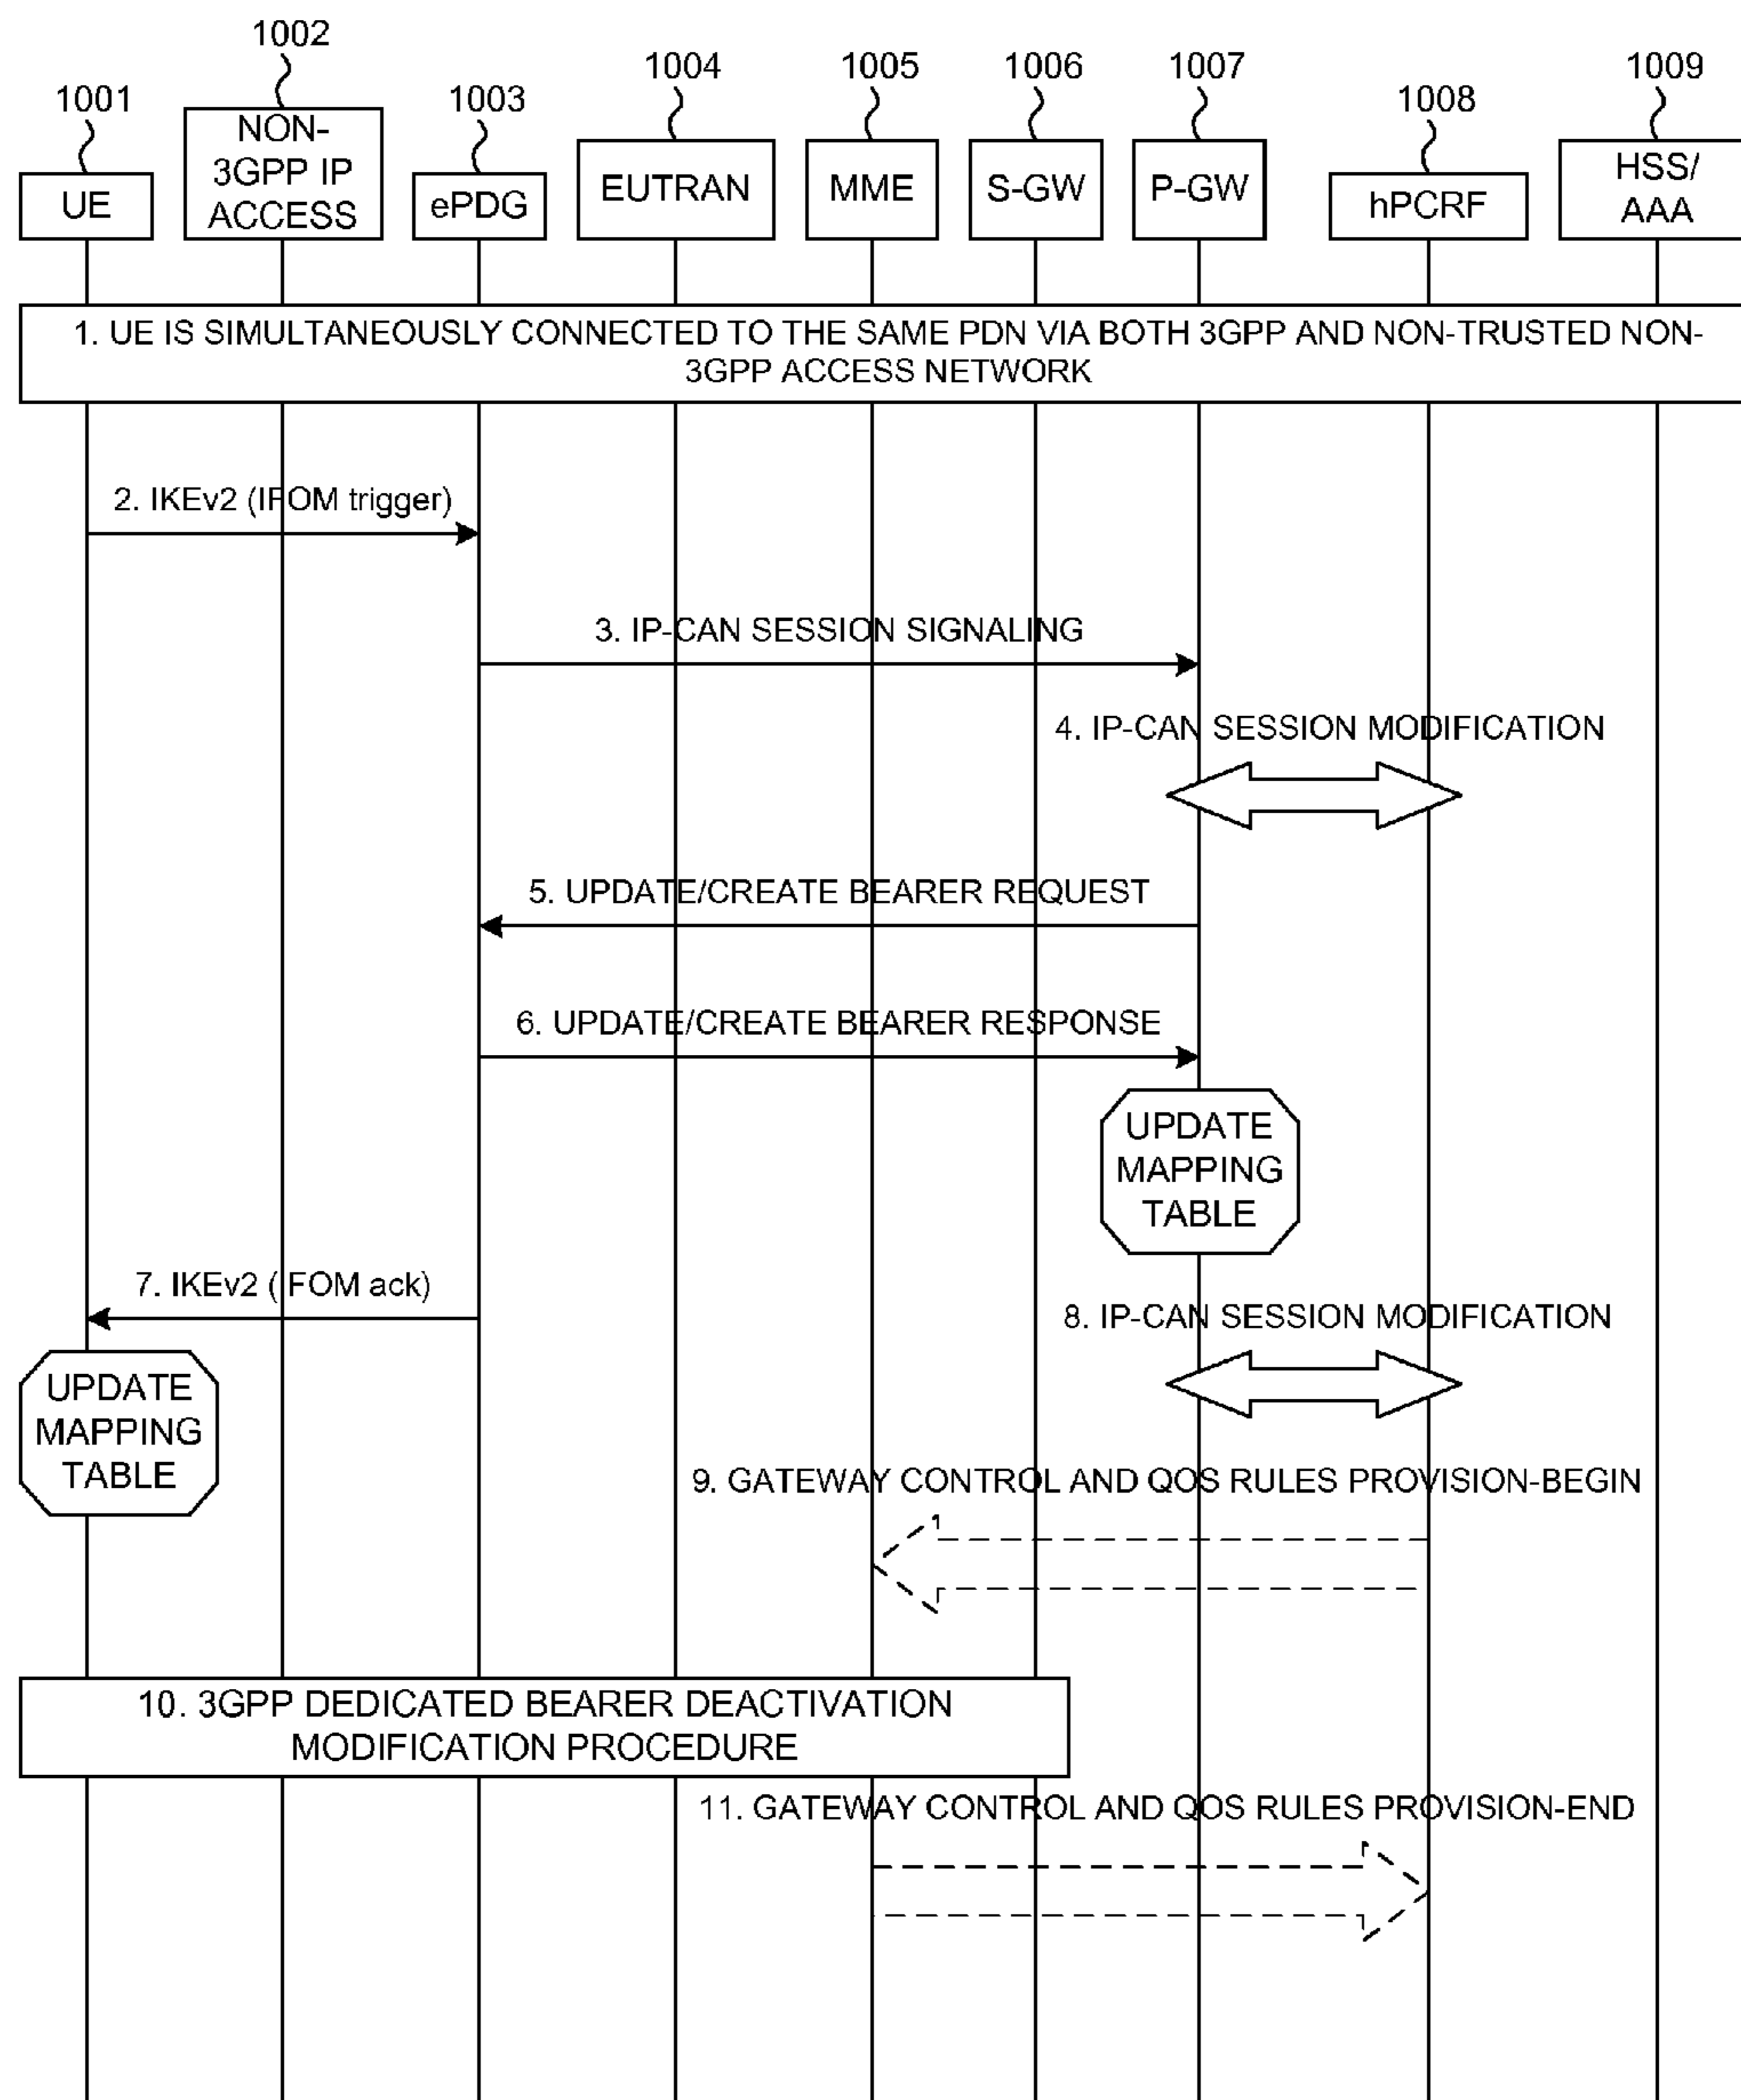 1002
1004
1005
1006
1007
1009
1001
1003
1008
NON-
3GPP IP
ACCESS
UE
ePDG
EUTRAN
MME
S-GW
P-GW
hPCRF
HSS/
AAA
1. UE IS SIMULTANEOUSLY CONNECTED TO THE SAME PDN VIA BOTH 3GPP AND NON-TRUSTED NON-
3GPP ACCESS NETWORK
2. IKEv2 (IFOM trigger)
3. IP-CAN SESSION SIGNALING
4. IP-CAN SESSION MODIFICATION
5. UPDATE/CREATE BEARER REQUEST
6. UPDATE/CREATE BEARER RESPONSE
UPDATE
MAPPING
TABLE
7. IKEv2 (IFOM ack)
8. IP-CAN SESSION MODIFICATION
UPDATE
MAPPING
TABLE
9. GATEWAY CONTROL AND QOS RULES PROVISION-BEGIN
10. 3GPP DEDICATED BEARER DEACTIVATION
MODIFICATION PROCEDURE
11. GATEWAY CONTROL AND QOS RULES PROVISION-END